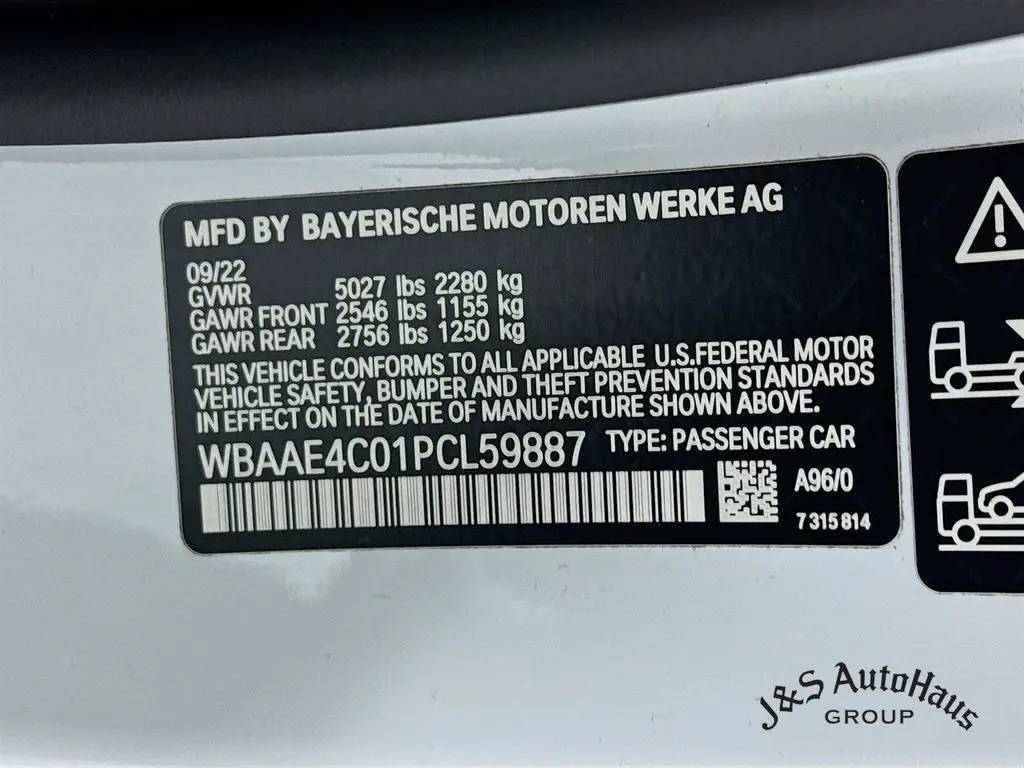 MFD BY BAYERISCHE MOTOREN WERKE AG
09/22
GVWR 5027 lbs 2280 kg
GAWR FRONT 2546 lbs 1155 kg
GAWR REAR 2756 lbs 1250 kg
THIS VEHICLE CONFORMS TO ALL APPLICABLE U.S.FEDERAL MOTOR
VEHICLE SAFETY, BUMPER AND THEFT PREVENTION STANDARDS
IN EFFECT ON THE DATE OF MANUFACTURE SHOWN ABOVE.
WBAAE4C01PCL59887 TYPE: PASSENGER CAR
A96/0
7 315 814
J&S AutoHaus
GROUP